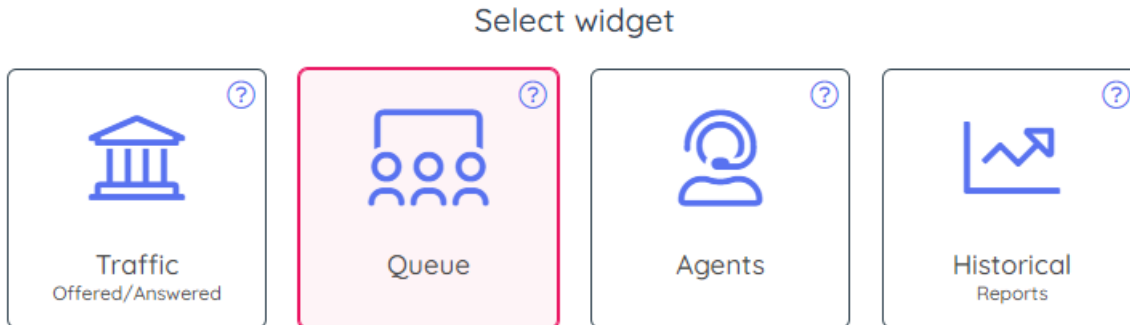 Select widget
?
?
?
?
Traffic
Offered/Answered
Queue
Agents
Historical
Reports